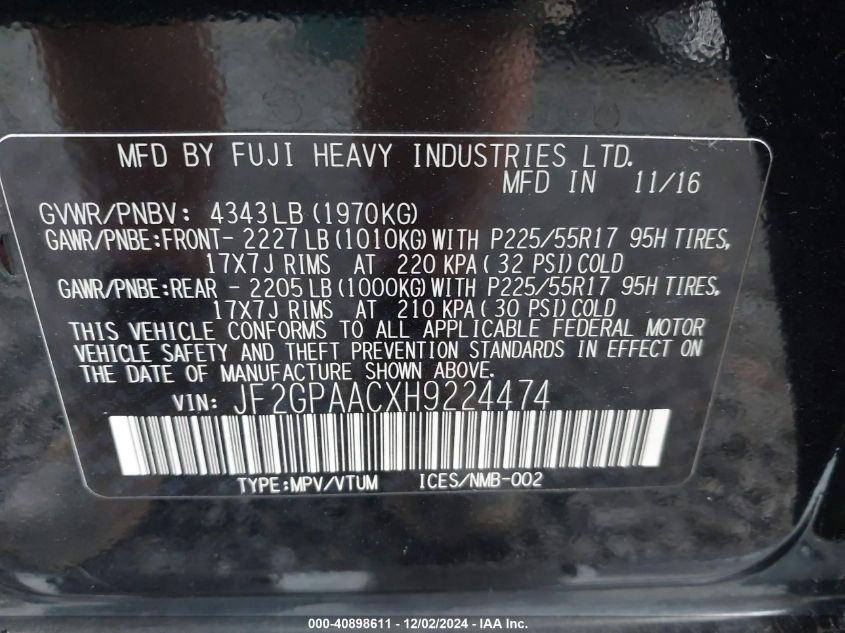 MFD BY FUJI HEAVY INDUSTRIES LTD.
MFD IN 11/16
GVWR/PNBV: 4343LB (1970KG)
GAWR/PNBE:FRONT- 2227 LB (1010KG) WITH P225/55R17 95H TIRES,
17X7J RIMS AT 220 KPA ( 32 PSI) COLD
GAWR/PNBE:REAR - 2205 LB (1000KG) WITH P225/55R17 95H TIRES,
17X7J RIMS AT 210 KPA ( 30 PSI) COLD
THIS VEHICLE CONFORMS TO ALL APPLICABLE FEDERAL MOTOR
VEHICLE SAFETY AND THEFT PREVENTION STANDARDS IN EFFECT ON
THE DATE OF MANUFACTURE SHOWN ABOVE.
VIN: JF2GPAACXH9224474
TYPE:MPV/VTUM ICES/NMB-002
000-40898611 - 12/02/2024 - IAA Inc.